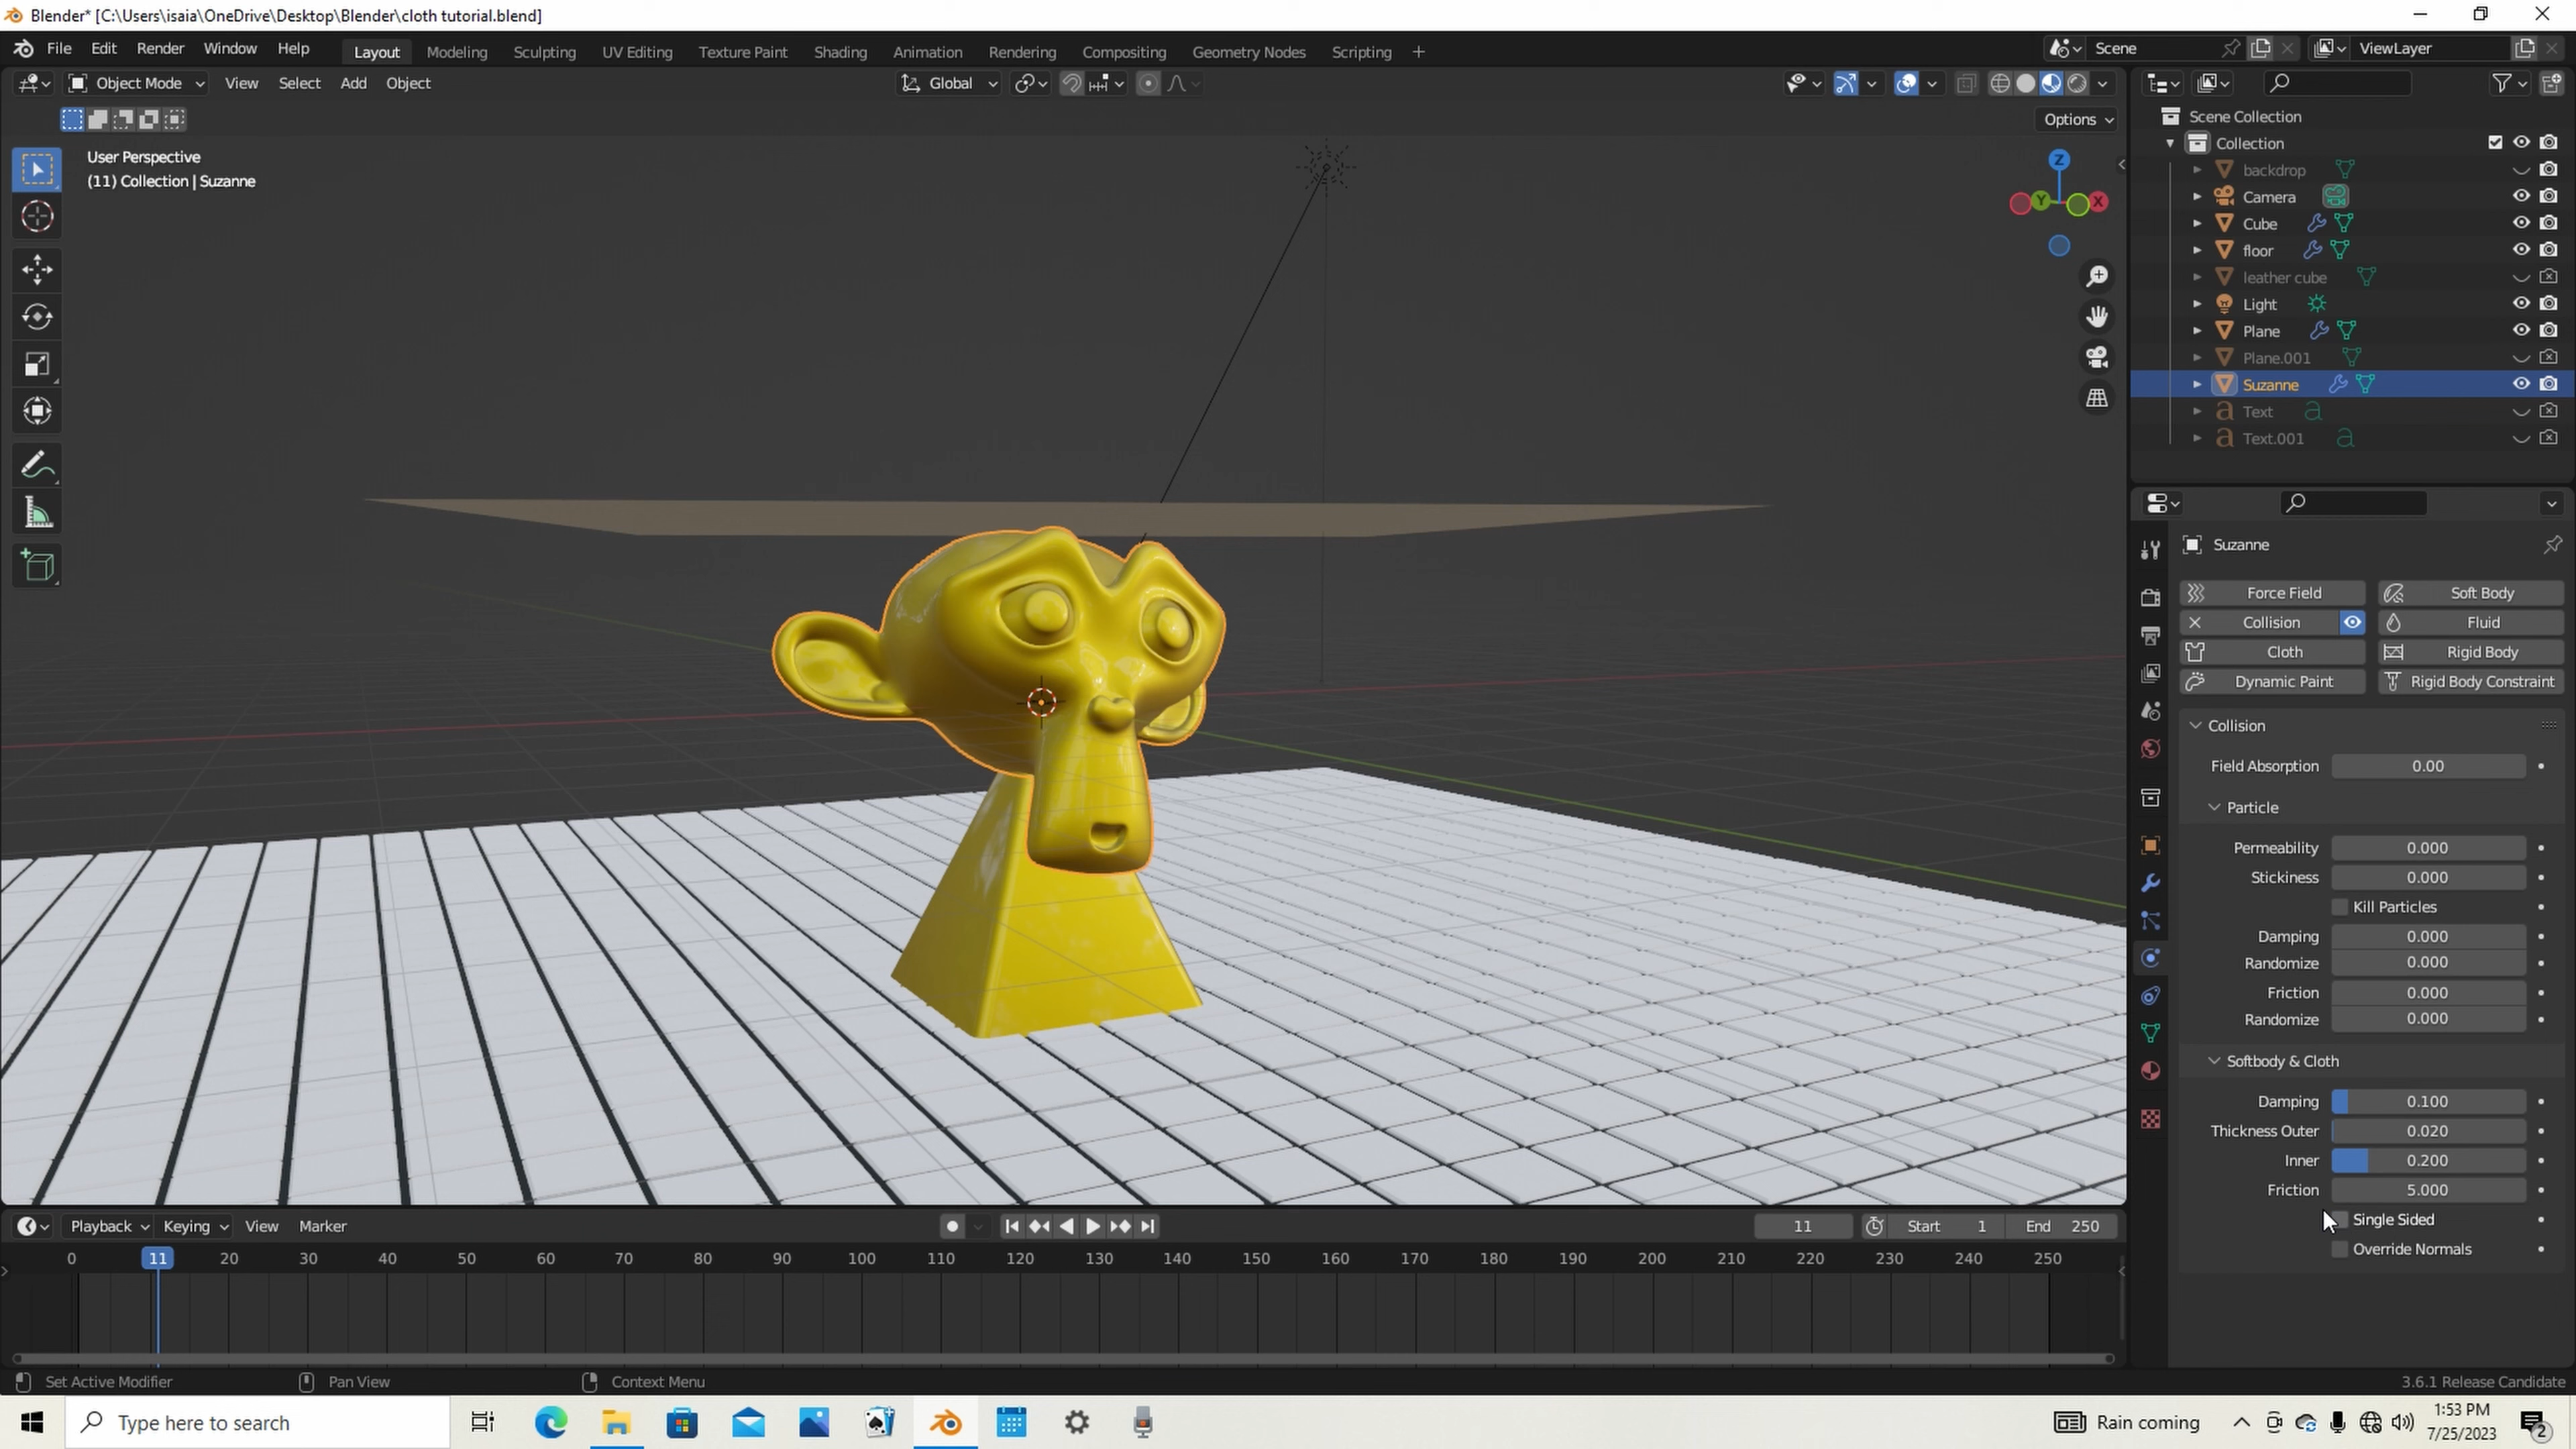 Blender* [C:\Users\isaia\OneDrive\Desktop\Blender\cloth tutorial.blend]
File Edit Render Window Help Layout Modeling Sculpting UV Editing Texture Paint Shading Animation Rendering Compositing Geometry Nodes Scripting + Scene ViewLayer
Object Mode View Select Add Object Global
Options
User Perspective
(11) Collection | Suzanne
Z
Y X
Scene Collection
Collection
backdrop
Camera
Cube
floor
leather cube
Light
Plane
Plane.001
Suzanne
Text
Text.001
Suzanne
Force Field Soft Body
Collision Fluid
Cloth Rigid Body
Dynamic Paint Rigid Body Constraint
Collision
Field Absorption 0.00
Particle
Permeability 0.000
Stickiness 0.000
Kill Particles
Damping 0.000
Randomize 0.000
Friction 0.000
Randomize 0.000
Softbody & Cloth
Damping 0.100
Thickness Outer 0.020
Inner 0.200
Friction 5.000
Single Sided
Override Normals
Playback Keying View Marker 11 Start 1 End 250
0 11 20 30 40 50 60 70 80 90 100 110 120 130 140 150 160 170 180 190 200 210 220 230 240 250
Set Active Modifier Pan View Context Menu 3.6.1 Release Candidate
Type here to search Rain coming 1:53 PM
7/25/2023 2